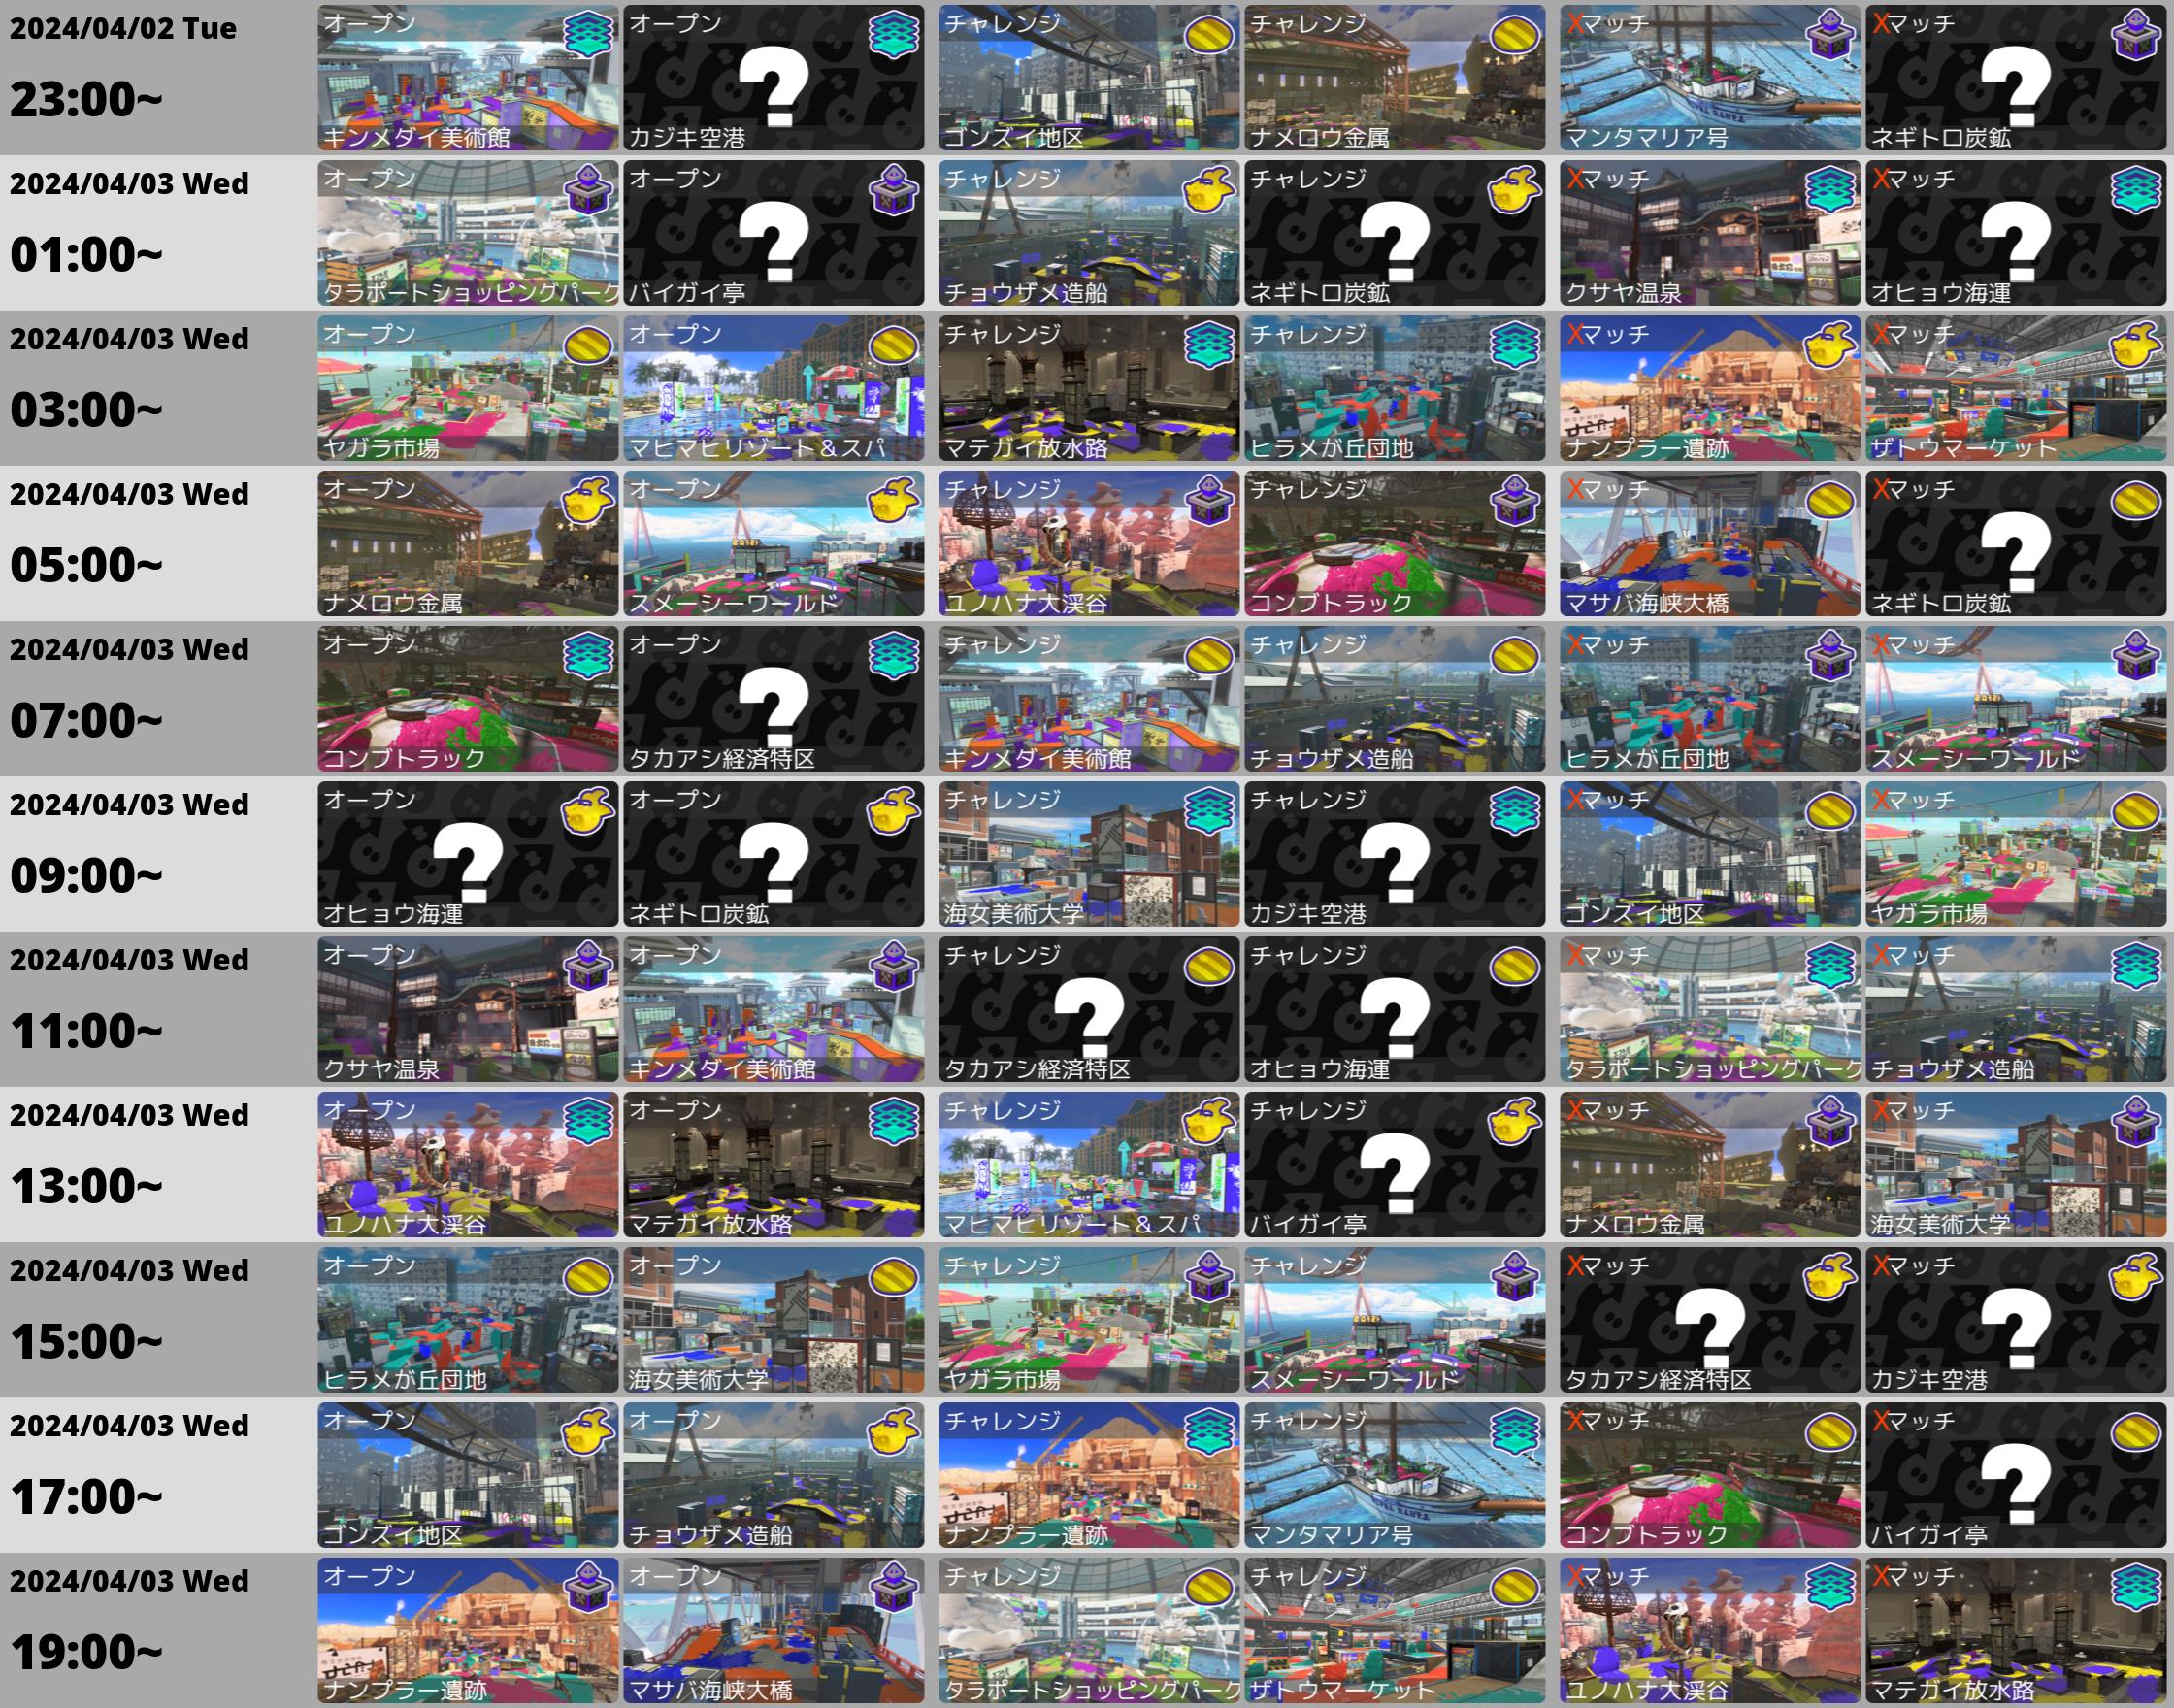 2024/04/02 Tue
23:00~
オープン
キンメダイ美術館
オープン
カジキ空港
チャレンジ
ゴンズイ地区
チャレンジ
ナメロウ金属
Xマッチ
マンタマリア号
Xマッチ
ネギトロ炭鉱
2024/04/03 Wed
01:00~
オープン
タラポートショッピングパーク
オープン
バイガイ亭
チャレンジ
チョウザメ造船
チャレンジ
ネギトロ炭鉱
Xマッチ
クサヤ温泉
Xマッチ
オヒョウ海運
2024/04/03 Wed
03:00~
オープン
ヤガラ市場
オープン
マヒマヒリゾート＆スパ
チャレンジ
マテガイ放水路
チャレンジ
ヒラメが丘団地
Xマッチ
ナンプラー遺跡
Xマッチ
ザトウマーケット
2024/04/03 Wed
05:00~
オープン
ナメロウ金属
オープン
スメーシーワールド
チャレンジ
ユノハナ大渓谷
チャレンジ
コンブトラック
Xマッチ
マサバ海峡大橋
Xマッチ
ネギトロ炭鉱
2024/04/03 Wed
07:00~
オープン
コンブトラック
オープン
タカアシ経済特区
チャレンジ
キンメダイ美術館
チャレンジ
チョウザメ造船
Xマッチ
ヒラメが丘団地
Xマッチ
スメーシーワールド
2024/04/03 Wed
09:00~
オープン
オヒョウ海運
オープン
ネギトロ炭鉱
チャレンジ
海女美術大学
チャレンジ
カジキ空港
Xマッチ
ゴンズイ地区
Xマッチ
ヤガラ市場
2024/04/03 Wed
11:00~
オープン
クサヤ温泉
オープン
キンメダイ美術館
チャレンジ
タカアシ経済特区
チャレンジ
オヒョウ海運
Xマッチ
タラポートショッピングパーク
Xマッチ
チョウザメ造船
2024/04/03 Wed
13:00~
オープン
ユノハナ大渓谷
オープン
マテガイ放水路
チャレンジ
マヒマヒリゾート＆スパ
チャレンジ
バイガイ亭
Xマッチ
ナメロウ金属
Xマッチ
海女美術大学
2024/04/03 Wed
15:00~
オープン
ヒラメが丘団地
オープン
海女美術大学
チャレンジ
ヤガラ市場
チャレンジ
スメーシーワールド
Xマッチ
タカアシ経済特区
Xマッチ
カジキ空港
2024/04/03 Wed
17:00~
オープン
ゴンズイ地区
オープン
チョウザメ造船
チャレンジ
ナンプラー遺跡
チャレンジ
マンタマリア号
Xマッチ
コンブトラック
Xマッチ
バイガイ亭
2024/04/03 Wed
19:00~
オープン
ナンプラー遺跡
オープン
マサバ海峡大橋
チャレンジ
タラポートショッピングパーク
チャレンジ
ザトウマーケット
Xマッチ
ユノハナ大渓谷
Xマッチ
マテガイ放水路